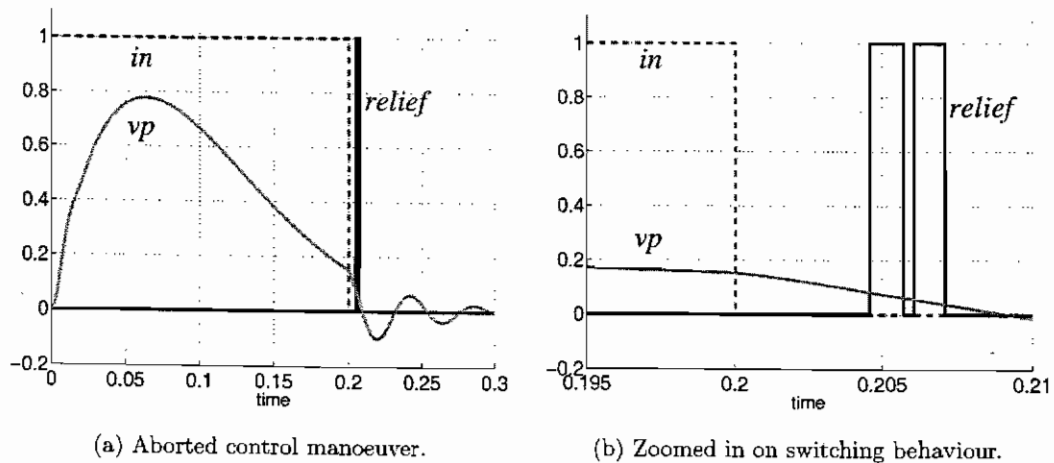 1
0.8
0.6
0.4
0.2
0
−0.2
0
0.05
0.1
0.15
0.2
0.25
0.3
time
in
vp
relief
(a) Aborted control manoeuver.
1
0.8
0.6
0.4
0.2
0
−0.2
0.195
0.2
0.205
0.21
time
in
vp
relief
(b) Zoomed in on switching behaviour.